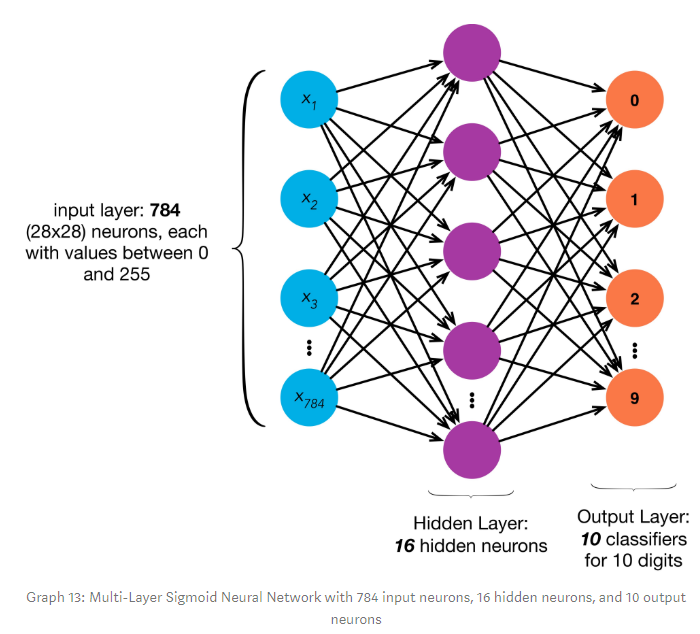 input layer: 784
(28x28) neurons, each
with values between 0
and 255
x1
x2
x3
x784
0
1
2
9
Hidden Layer:
16 hidden neurons
Output Layer:
10 classifiers
for 10 digits
Graph 13: Multi-Layer Sigmoid Neural Network with 784 input neurons, 16 hidden neurons, and 10 output
neurons